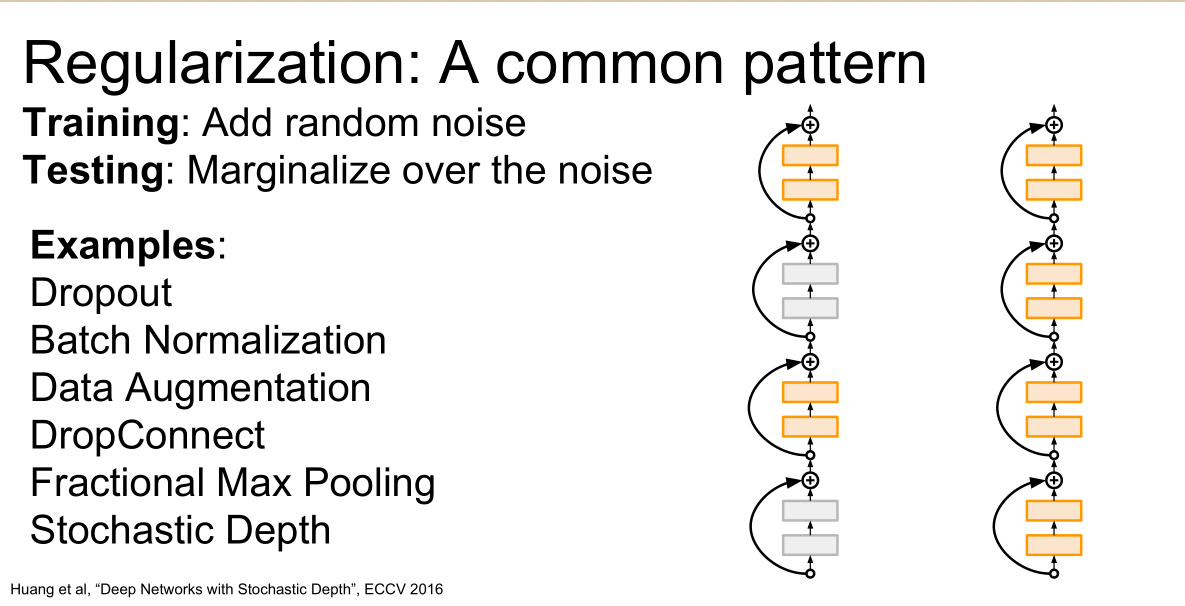 Regularization: A common pattern
Training: Add random noise
Testing: Marginalize over the noise
Examples:
Dropout
Batch Normalization
Data Augmentation
DropConnect
Fractional Max Pooling
Stochastic Depth
Huang et al, “Deep Networks with Stochastic Depth”, ECCV 2016